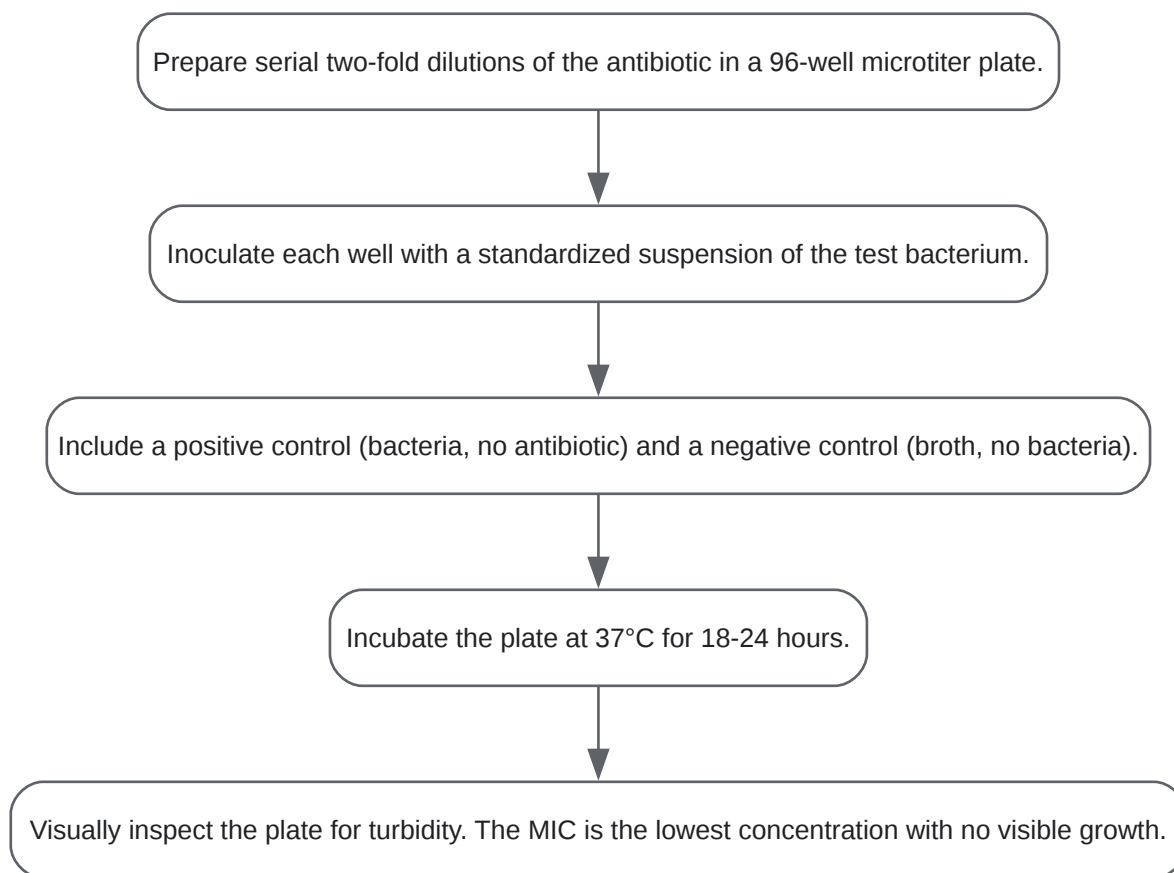 Prepare serial two-fold dilutions of the antibiotic in a 96-well microtiter plate.
Inoculate each well with a standardized suspension of the test bacterium.
Include a positive control (bacteria, no antibiotic) and a negative control (broth, no bacteria).
Incubate the plate at 37°C for 18-24 hours.
Visually inspect the plate for turbidity. The MIC is the lowest concentration with no visible growth.